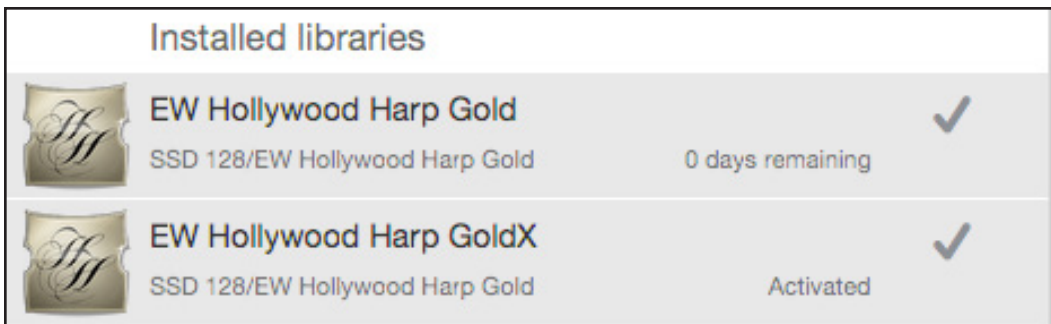 Installed libraries
EW Hollywood Harp Gold
SSD 128/EW Hollywood Harp Gold 0 days remaining
EW Hollywood Harp GoldX
SSD 128/EW Hollywood Harp Gold Activated